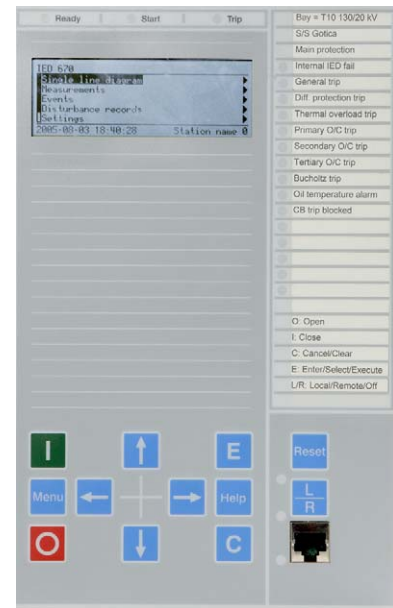 Ready Start Trip
IED 670
Single line diagram
Measurements
Events
Disturbance records
Settings
2005-08-03 18:40:28 Station name 0
Bay = T10 130/20 kV
S/S Gotica
Main protection
Internal IED fail
General trip
Diff. protection trip
Thermal overload trip
Primary O/C trip
Secondary O/C trip
Tertiary O/C trip
Bucholtz trip
Oil temperature alarm
CB trip blocked
O: Open
I: Close
C: Cancel/Clear
E: Enter/Select/Execute
L/R: Local/Remote/Off
I E Reset
Menu Help L
R
O C